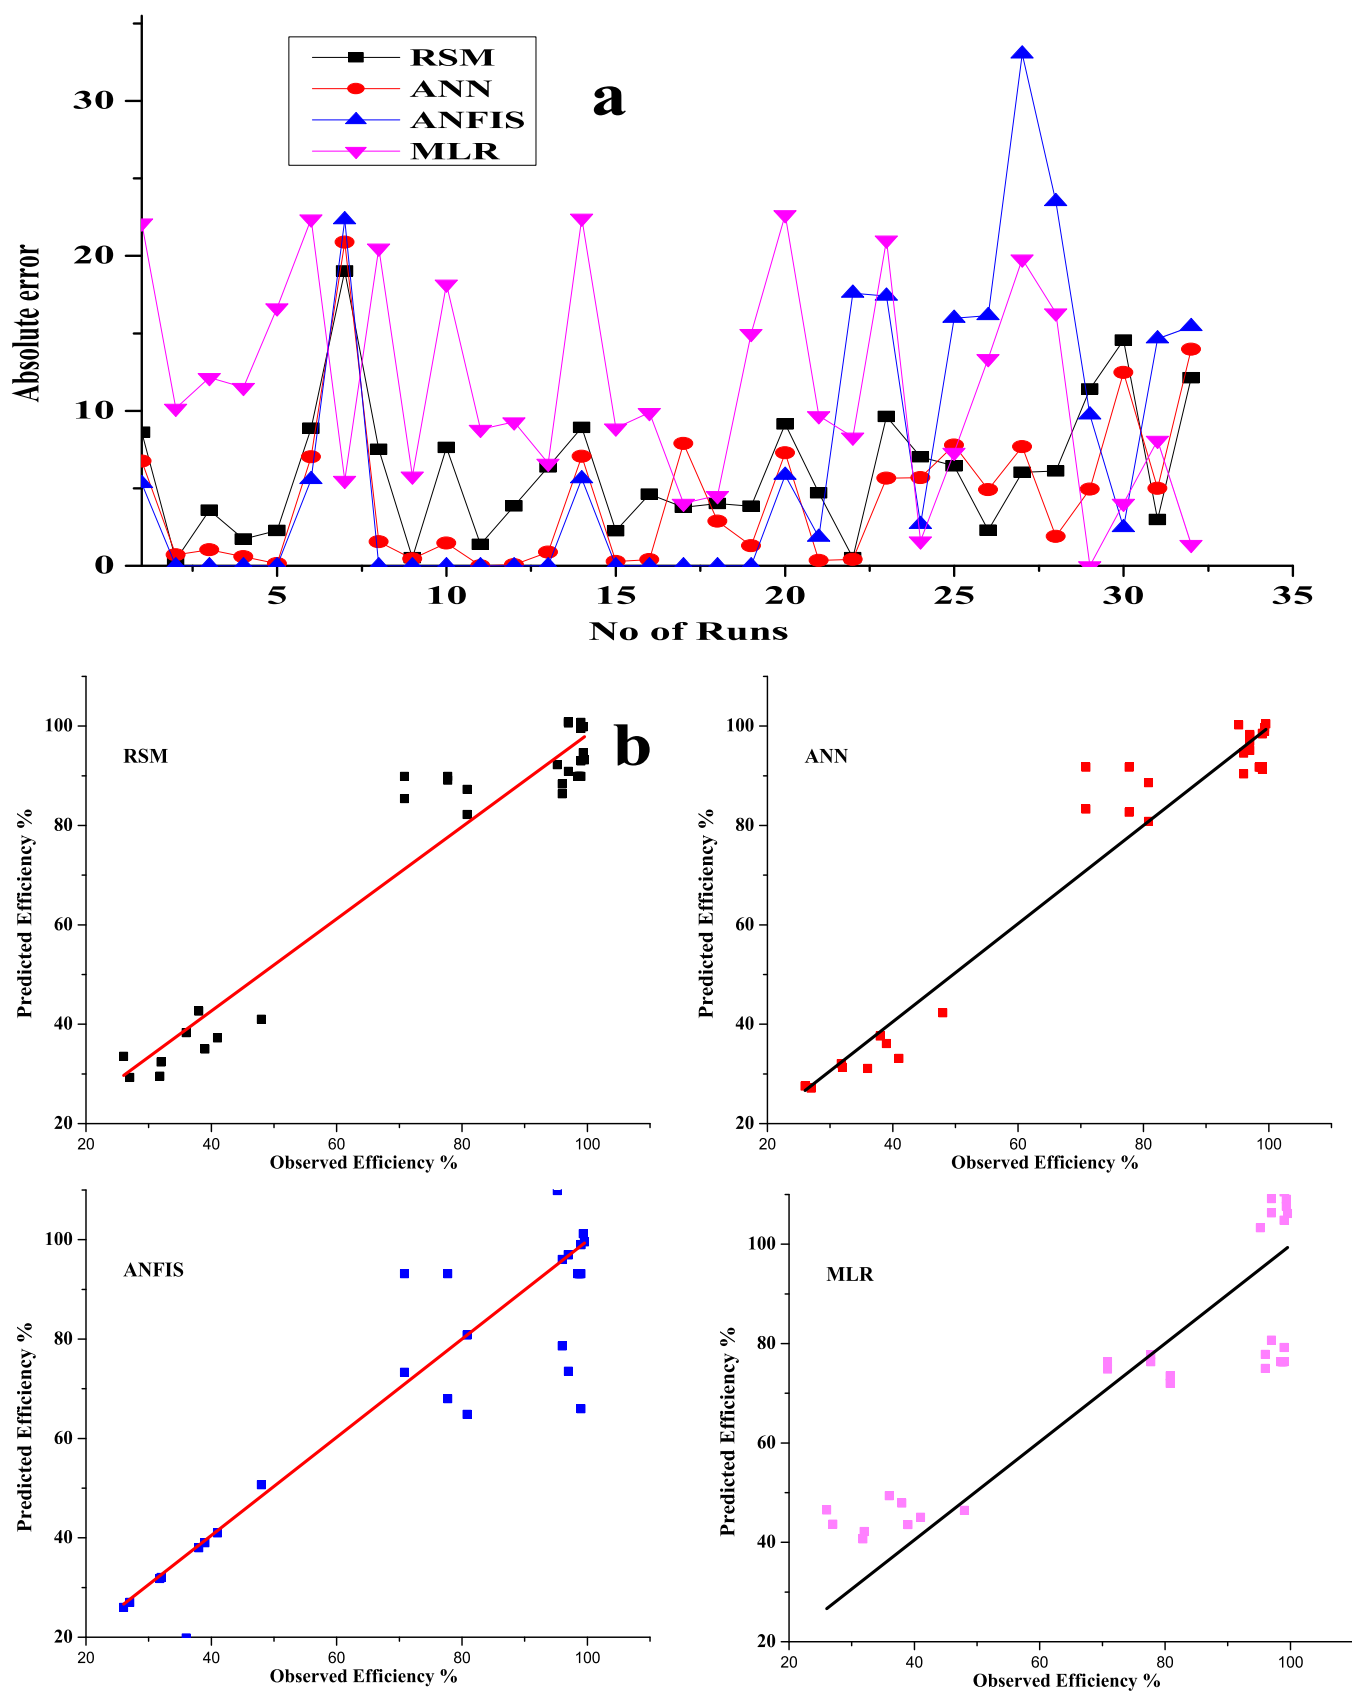 RSM
ANN
ANFIS
MLR
a
30
20
10
0
Absolute error
5 10 15 20 25 30 35
No of Runs
b
RSM
100
80
60
40
20
Predicted Efficiency %
20 40 60 80 100
Observed Efficiency %
ANN
100
80
60
40
20
Predicted Efficiency %
20 40 60 80 100
Observed Efficiency %
ANFIS
100
80
60
40
20
Predicted Efficiency %
20 40 60 80 100
Observed Efficiency %
MLR
100
80
60
40
20
Predicted Efficiency %
20 40 60 80 100
Observed Efficiency %